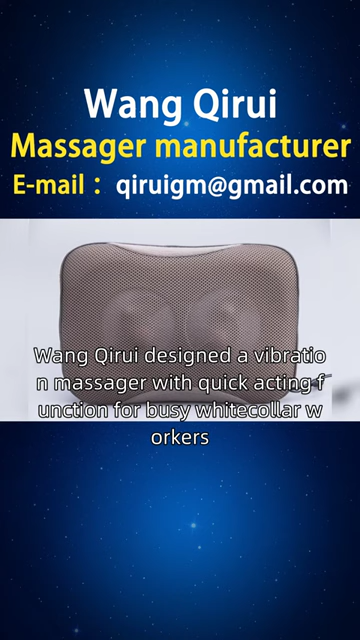 Wang Qirui
Massager manufacturer
E-mail： qiruigm@gmail.com
Wang Qirui designed a vibratio
n massager with quick acting f
unction for busy whitecollar w
orkers